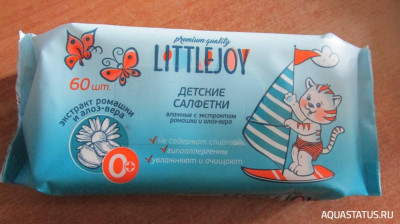 premium quality
LITTLEJOY
60 шт.
ДЕТСКИЕ
САЛФЕТКИ
влажные с экстрактом
ромашки и алоэ-вера
экстракт ромашки
и алоэ-вера
не содержат спирта
гипоаллергенны
увлажняют и очищают
0+
AQUASTATUS.RU